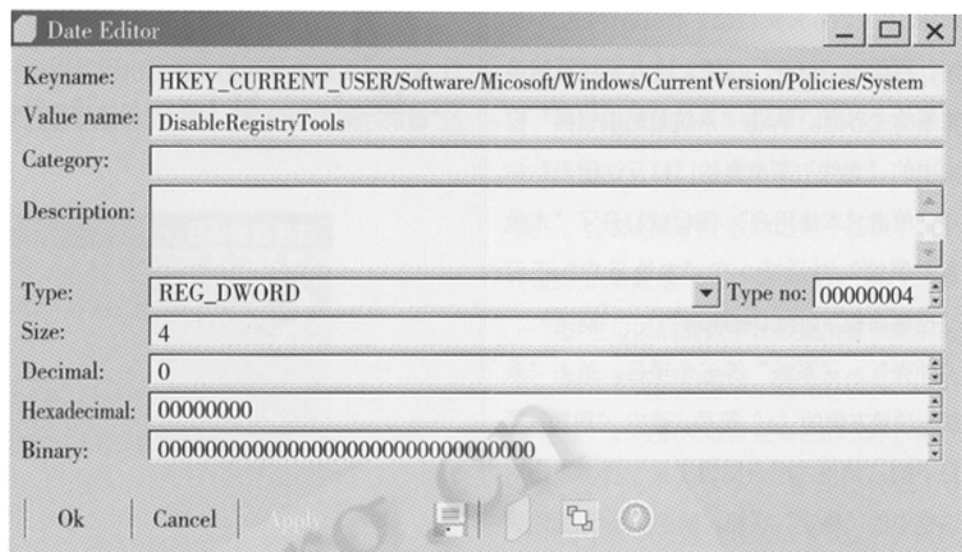 Date Editor
Keyname: HKEY_CURRENT_USER/Software/Micosoft/Windows/CurrentVersion/Policies/System
Value name: DisableRegistryTools
Category:
Description:
Type: REG_DWORD Type no: 00000004
Size: 4
Decimal: 0
Hexadecimal: 00000000
Binary: 00000000000000000000000000000000
Ok Cancel Apply